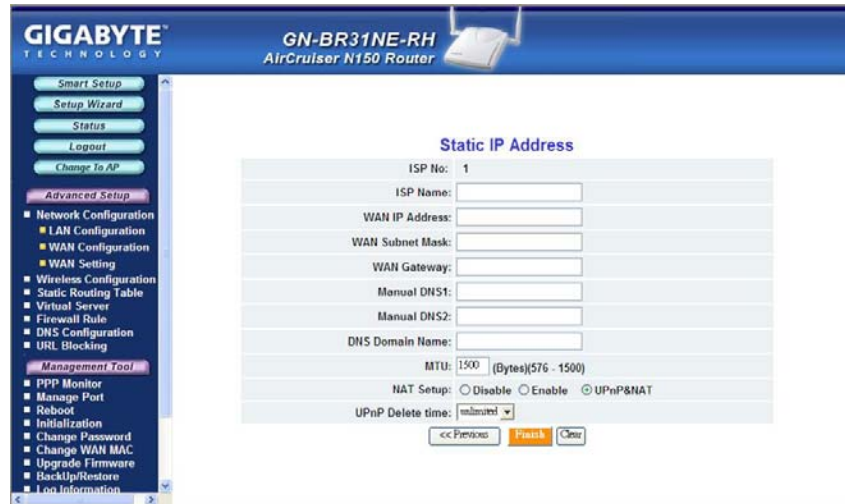 GIGABYTE™
TECHNOLOGY
GN-BR31NE-RH
AirCruiser N150 Router
Smart Setup
Setup Wizard
Status
Logout
Change To AP
Advanced Setup
Network Configuration
LAN Configuration
WAN Configuration
WAN Setting
Wireless Configuration
Static Routing Table
Virtual Server
Firewall Rule
DNS Configuration
URL Blocking
Management Tool
PPP Monitor
Manage Port
Reboot
Initialization
Change Password
Change WAN MAC
Upgrade Firmware
BackUp/Restore
Log Information
Static IP Address
ISP No: 1
ISP Name:
WAN IP Address:
WAN Subnet Mask:
WAN Gateway:
Manual DNS1:
Manual DNS2:
DNS Domain Name:
MTU: 1500 (Bytes)(576 - 1500)
NAT Setup: Disable Enable UPnP&NAT
UPnP Delete time: unlimited
<< Previous Finish Clear